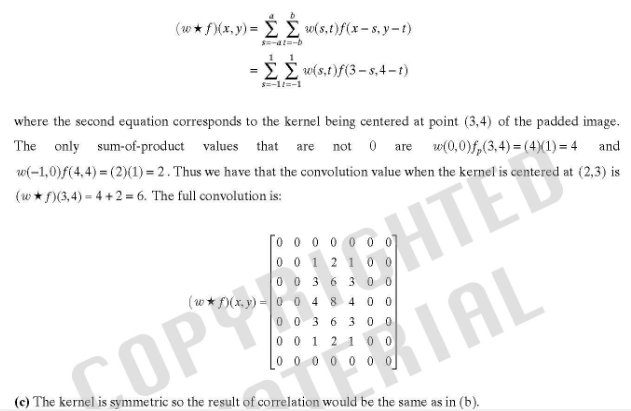 (w ★ f)(x, y) = ∑_{s=-a}^{a} ∑_{t=-b}^{b} w(s,t) f(x – s, y – t)
= ∑_{s=-1}^{1} ∑_{t=-1}^{1} w(s,t) f(3 – s, 4 – t)
where the second equation corresponds to the kernel being centered at point (3,4) of the padded image.
The only sum-of-product values that are not 0 are w(0,0)f_p(3,4) = (4)(1) = 4 and
w(–1,0)f(4,4) = (2)(1) = 2. Thus we have that the convolution value when the kernel is centered at (2,3) is
(w ★ f)(3,4) = 4 + 2 = 6. The full convolution is:
0 0 0 0 0 0 0
0 0 1 2 1 0 0
0 0 3 6 3 0 0
(w ★ f)(x, y) = 0 0 4 8 4 0 0
0 0 3 6 3 0 0
0 0 1 2 1 0 0
0 0 0 0 0 0 0
(c) The kernel is symmetric so the result of correlation would be the same as in (b).
COPYRIGHTED
MATERIAL